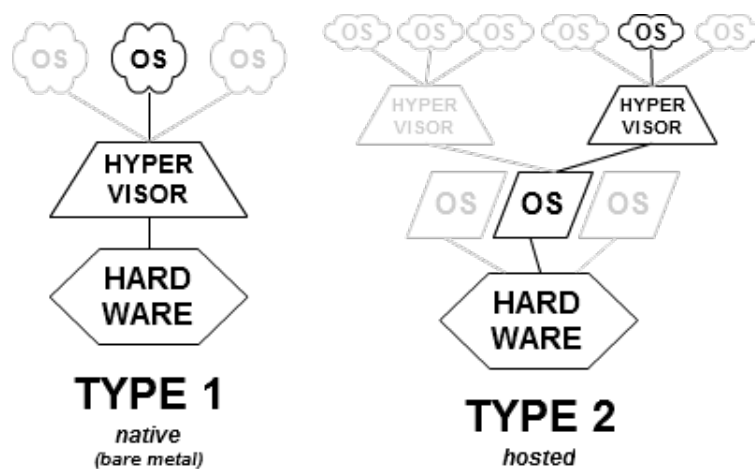 OS OS OS
HYPER
VISOR
HARD
WARE
TYPE 1
native
(bare metal)
OS OS OS OS OS OS
HYPER
VISOR
HYPER
VISOR
OS OS OS
HARD
WARE
TYPE 2
hosted